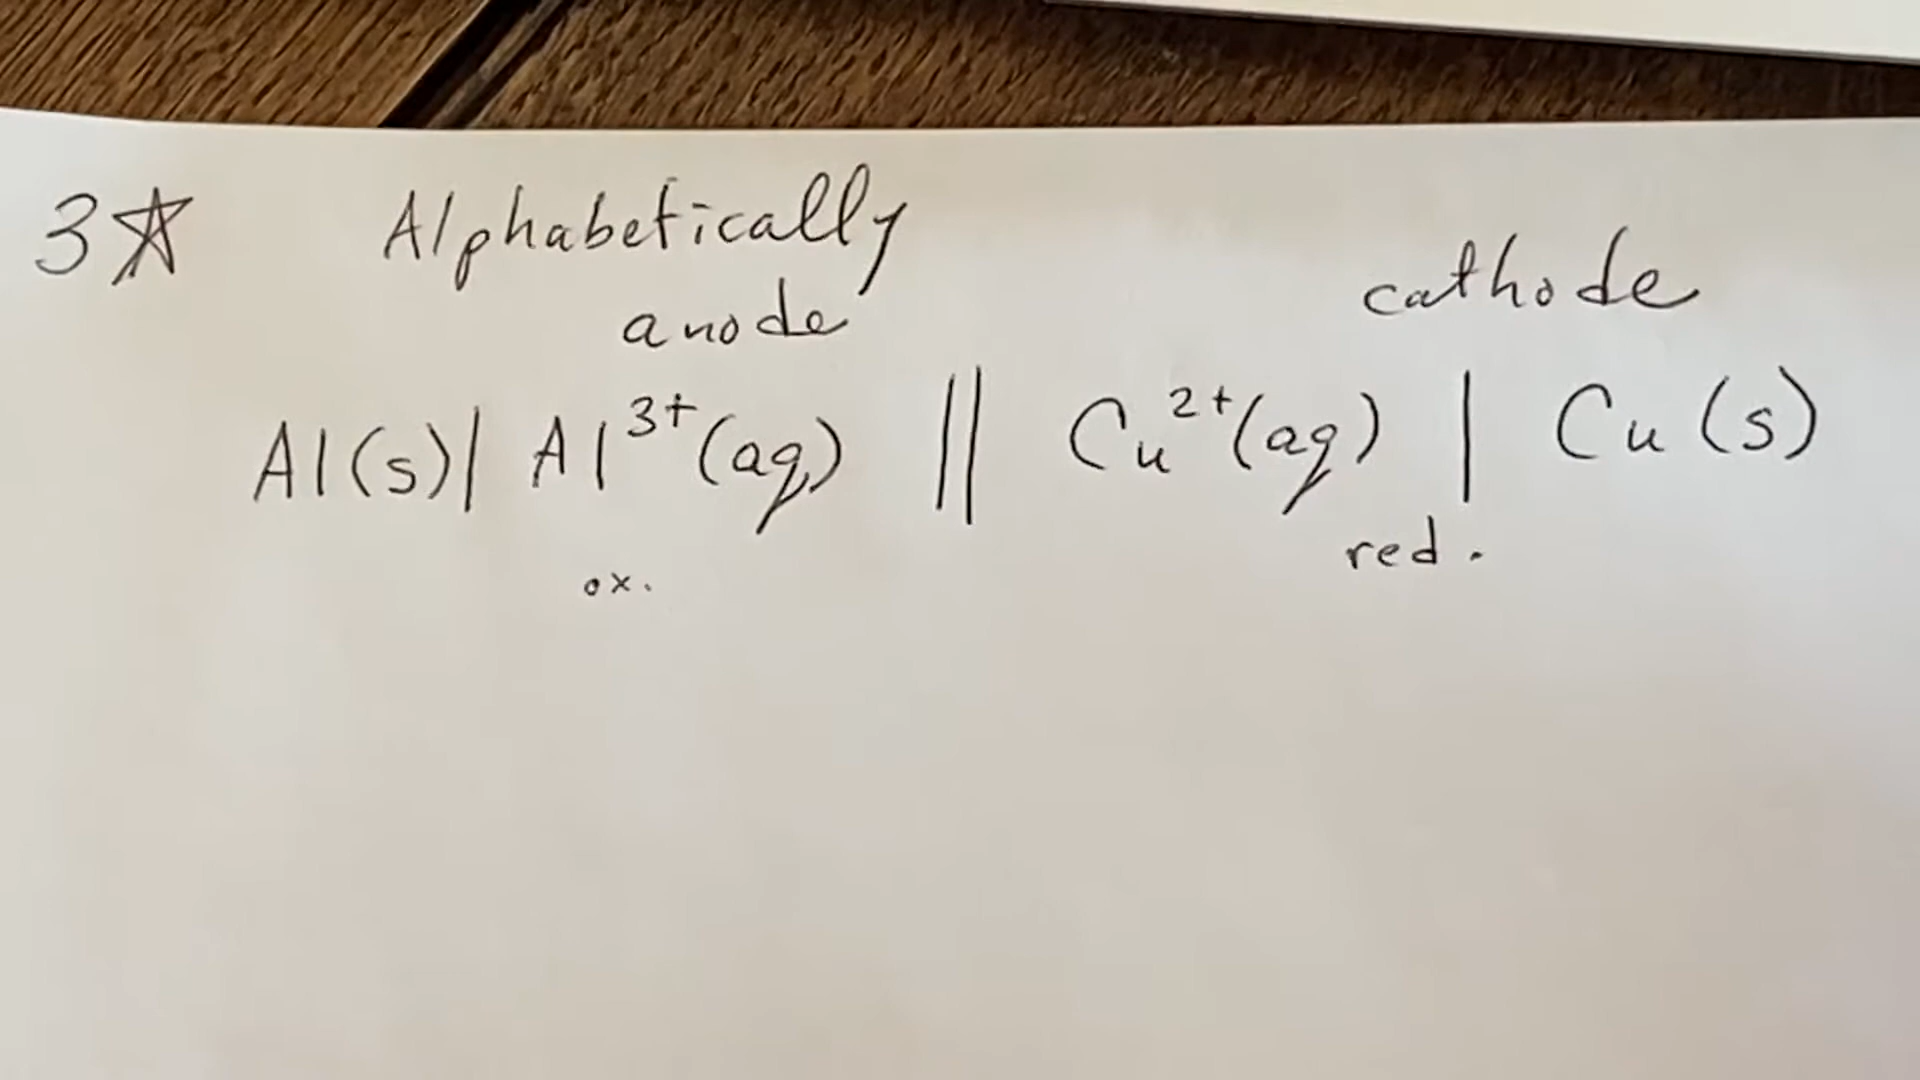 3☆ Alphabetically
anode cathode
Al(s)| Al³⁺(aq) || Cu²⁺(aq) | Cu(s)
ox. red.